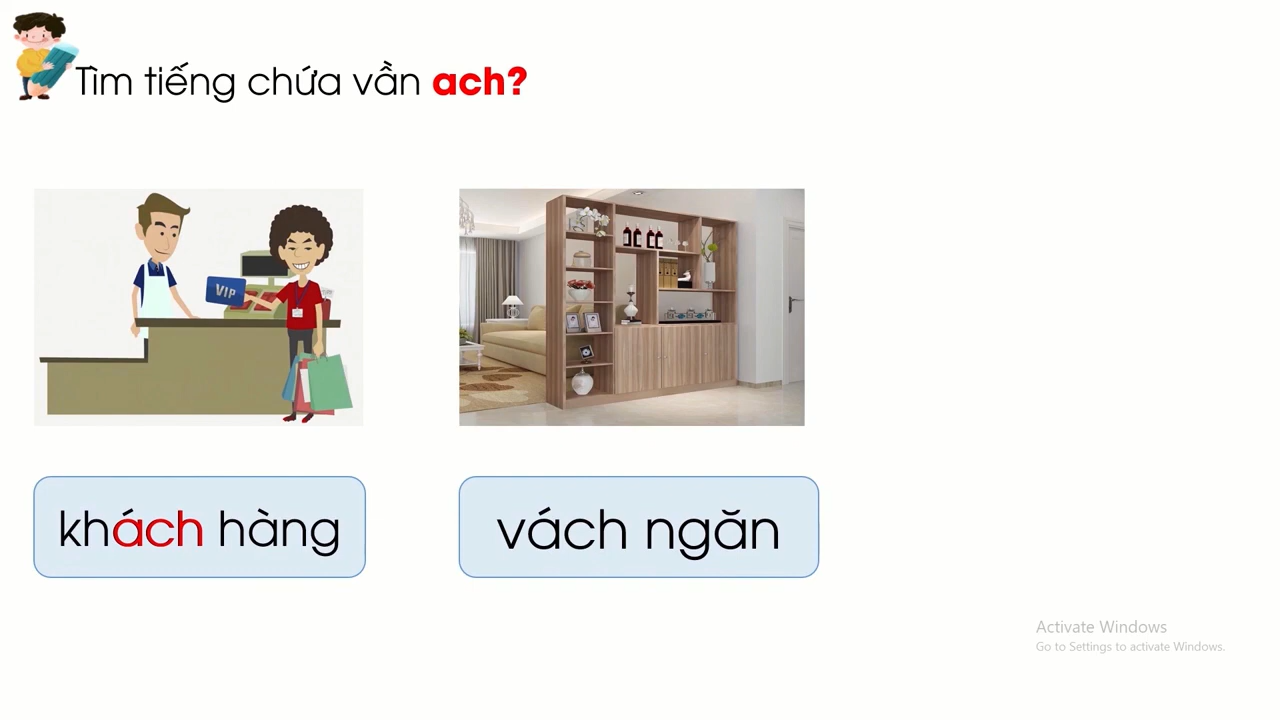 Tìm tiếng chứa vần ach?
VIP
khách hàng
vách ngăn
Activate Windows
Go to Settings to activate Windows.